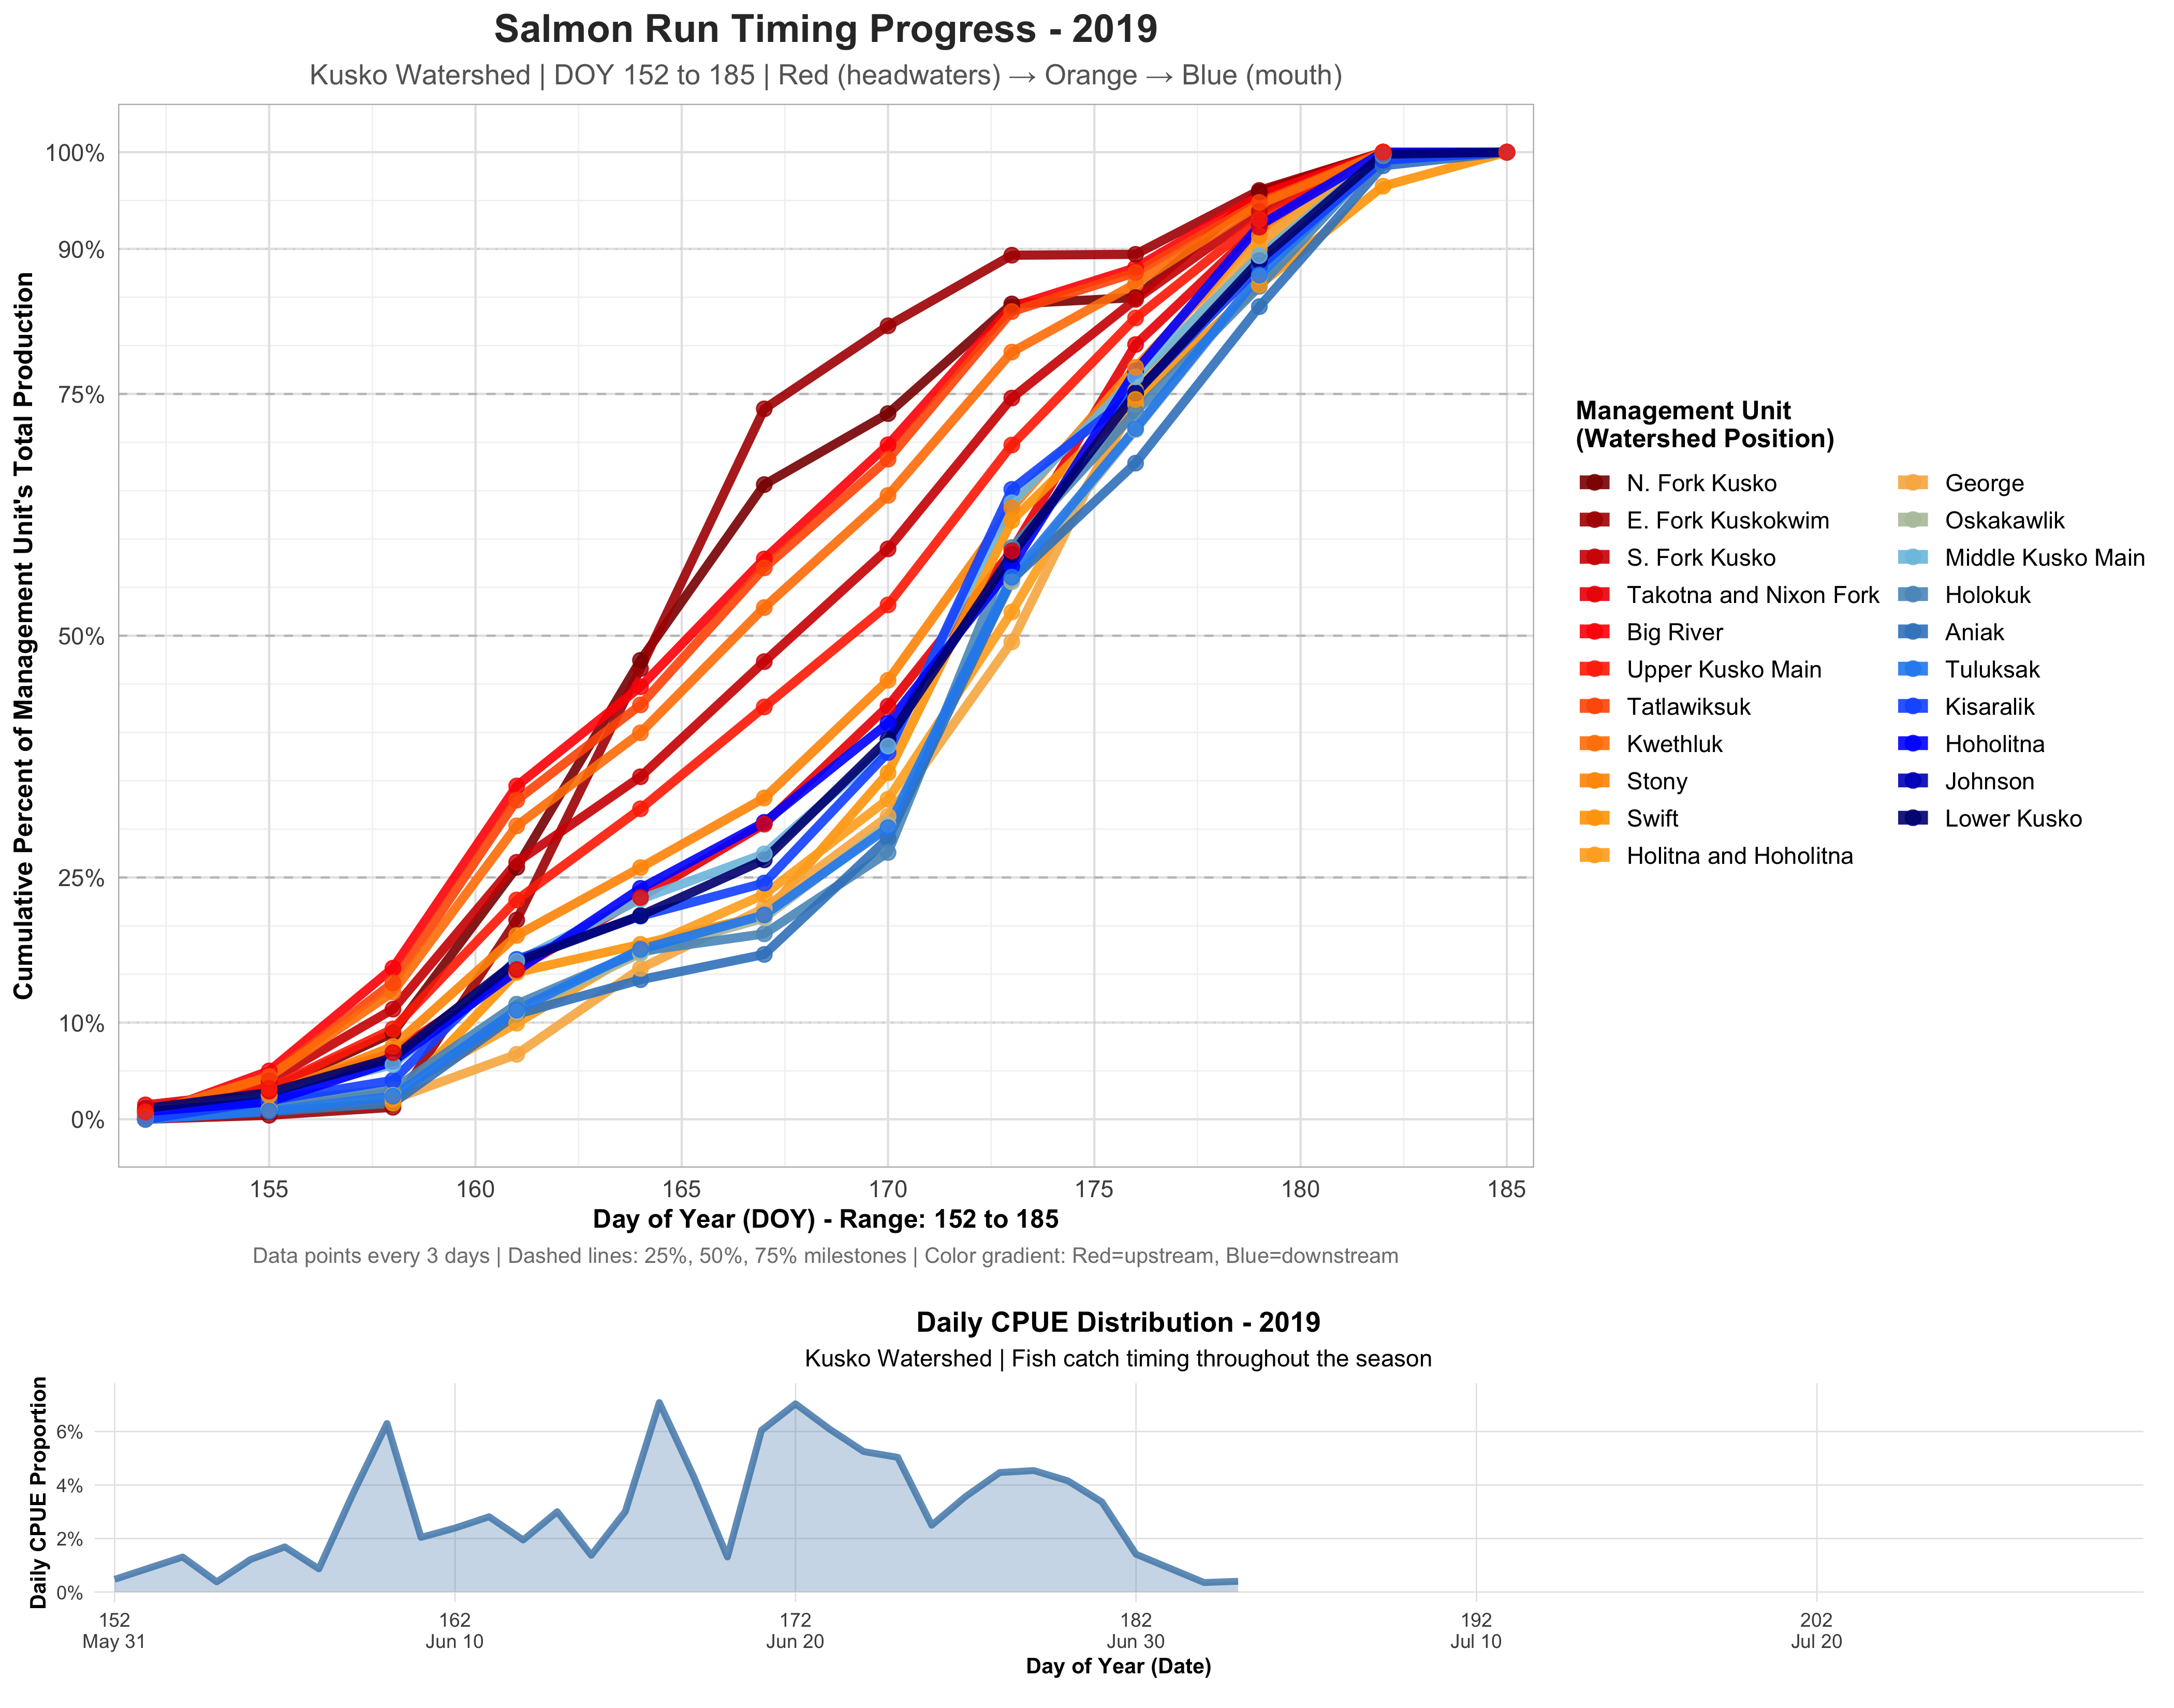 Salmon Run Timing Progress - 2019
Kusko Watershed | DOY 152 to 185 | Red (headwaters) → Orange → Blue (mouth)
Cumulative Percent of Management Unit's Total Production
100%
90%
75%
50%
25%
10%
0%
155 160 165 170 175 180 185
Day of Year (DOY) - Range: 152 to 185
Data points every 3 days | Dashed lines: 25%, 50%, 75% milestones | Color gradient: Red=upstream, Blue=downstream
Management Unit
(Watershed Position)
N. Fork Kusko
E. Fork Kuskokwim
S. Fork Kusko
Takotna and Nixon Fork
Big River
Upper Kusko Main
Tatlawiksuk
Kwethluk
Stony
Swift
Holitna and Hoholitna
George
Oskakawlik
Middle Kusko Main
Holokuk
Aniak
Tuluksak
Kisaralik
Hoholitna
Johnson
Lower Kusko
Daily CPUE Distribution - 2019
Kusko Watershed | Fish catch timing throughout the season
Daily CPUE Proportion
6%
4%
2%
0%
152 162 172 182 192 202
May 31 Jun 10 Jun 20 Jun 30 Jul 10 Jul 20
Day of Year (Date)